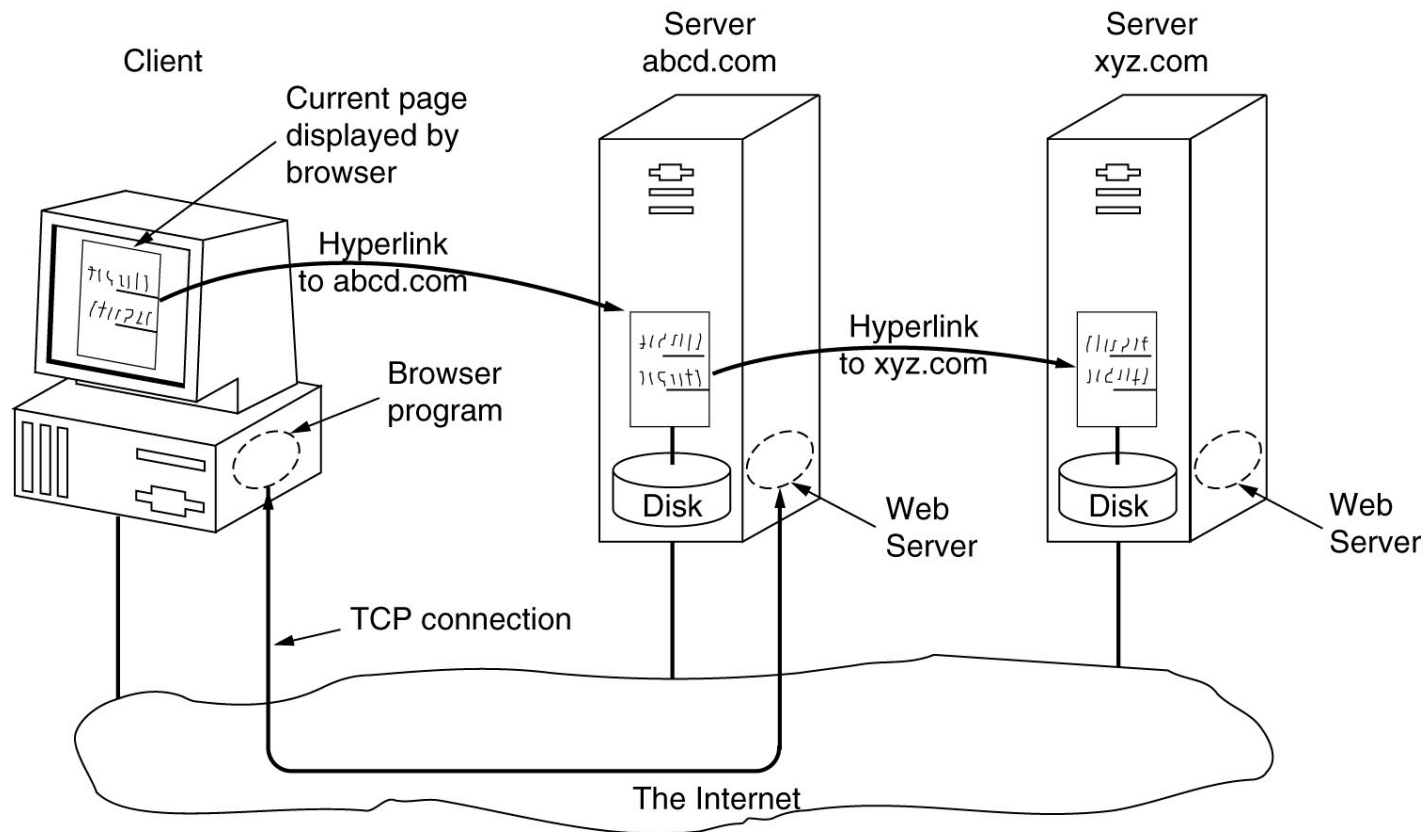 Client
Server
abcd.com
Server
xyz.com
Current page
displayed by
browser
Hyperlink
to abcd.com
Hyperlink
to xyz.com
Browser
program
Disk
Web
Server
Disk
Web
Server
TCP connection
The Internet